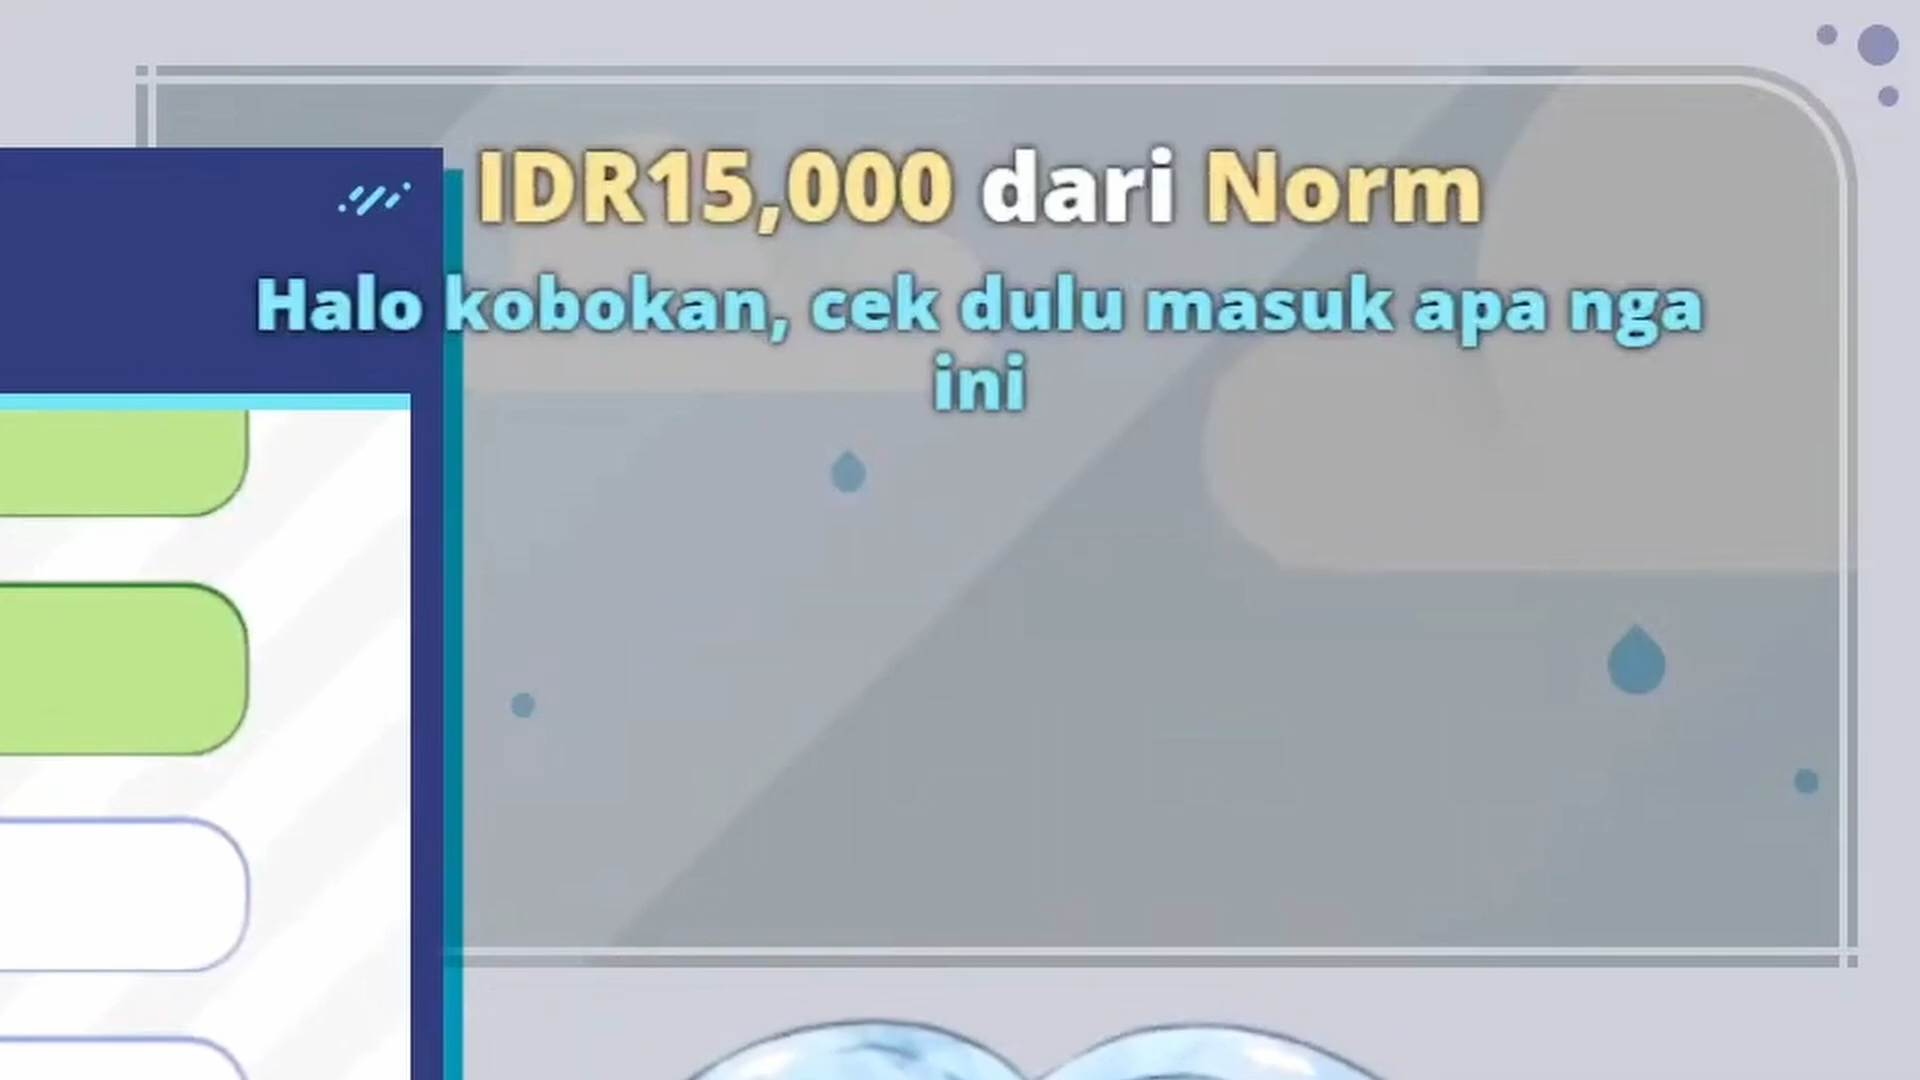 IDR15,000 dari Norm
Halo kobokan, cek dulu masuk apa nga
ini